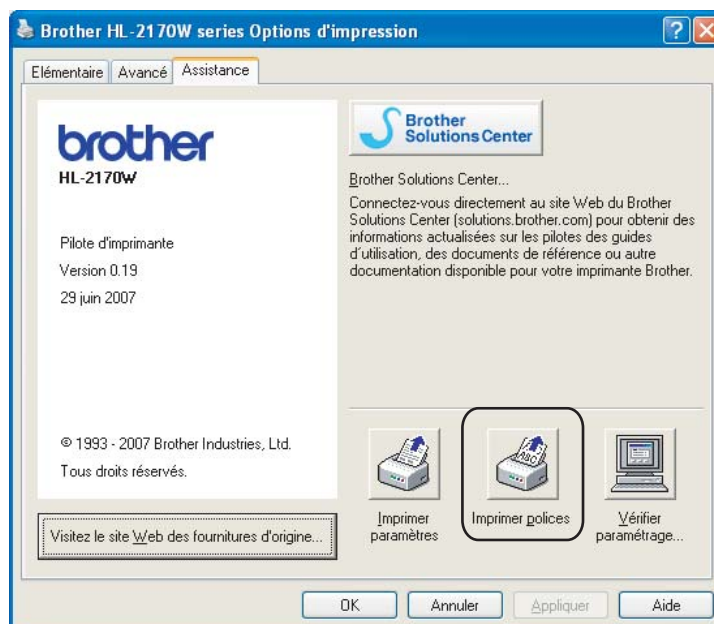 Brother HL-2170W series Options d'impression
Elémentaire Avancé Assistance
brother
HL-2170W
Pilote d'imprimante
Version 0.19
29 juin 2007
© 1993 - 2007 Brother Industries, Ltd.
Tous droits réservés.
Visitez le site Web des fournitures d'origine...
Brother
Solutions Center
Brother Solutions Center...
Connectez-vous directement au site Web du Brother
Solutions Center (solutions.brother.com) pour obtenir des
informations actualisées sur les pilotes des guides
d'utilisation, des documents de référence ou autre
documentation disponible pour votre imprimante Brother.
ABC
Imprimer
paramètres
Imprimer polices
Vérifier
paramétrage...
OK Annuler Appliquer Aide